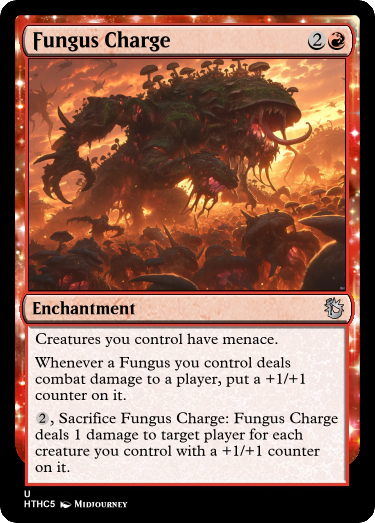 Fungus Charge 2
Enchantment
Creatures you control have menace.
Whenever a Fungus you control deals
combat damage to a player, put a +1/+1
counter on it.
2, Sacrifice Fungus Charge: Fungus Charge
deals 1 damage to target player for each
creature you control with a +1/+1 counter
on it.
U
HTHC5 Midjourney